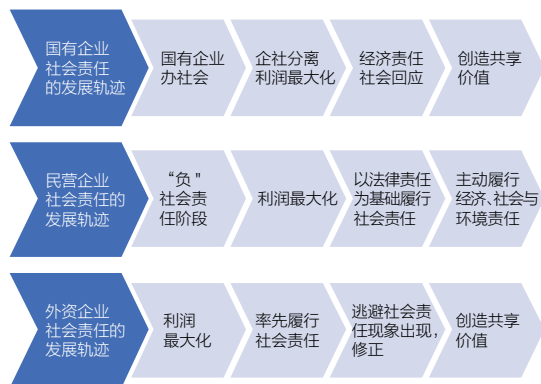 国有企业
社会责任
的发展轨迹
国有企业
办社会
企社分离
利润最大化
经济责任
社会回应
创造共享
价值
民营企业
社会责任的
发展轨迹
“负"
社会责
任阶段
利润最大化
以法律责任
为基础履行
社会责任
主动履行
经济、社会与
环境责任
外资企业
社会责任的
发展轨迹
利润
最大化
率先履行
社会责任
逃避社会责
任现象出现，
修正
创造共享
价值